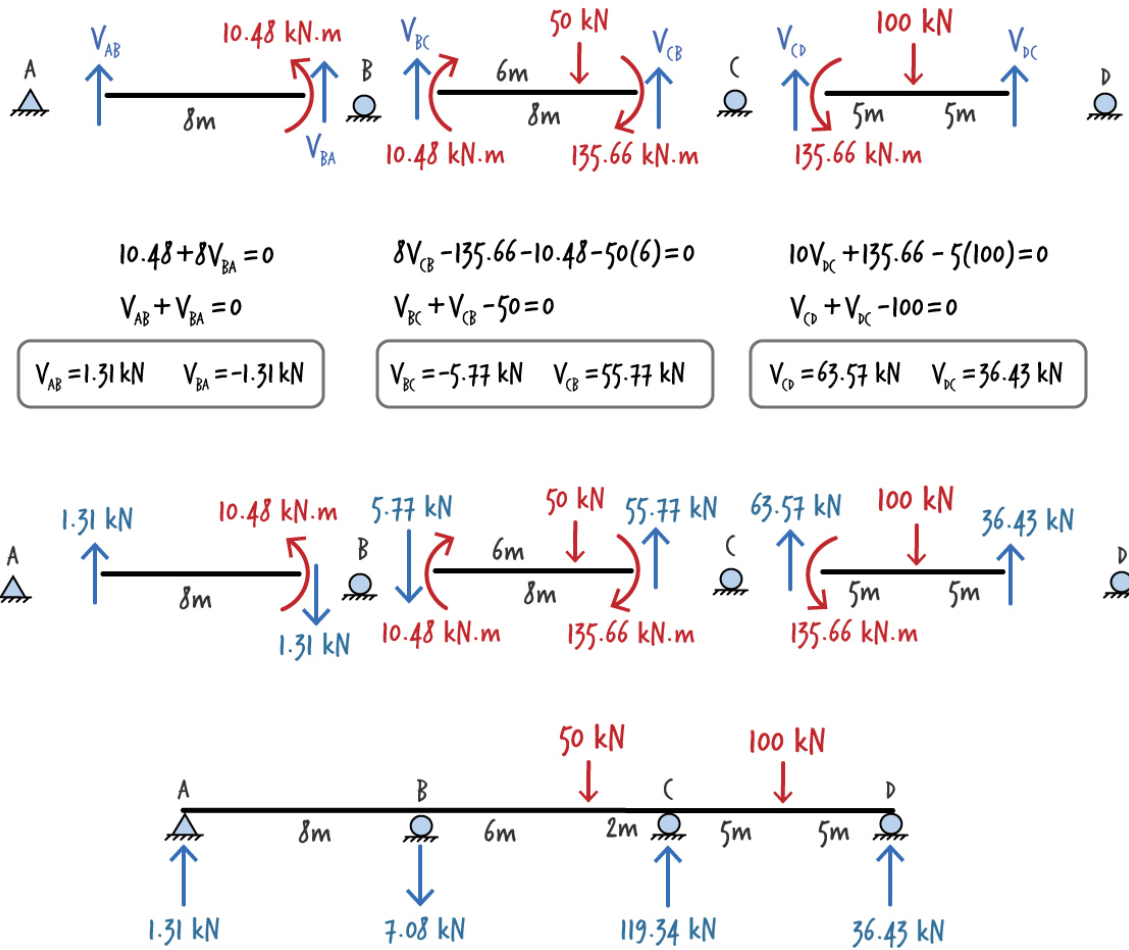 V_AB 10.48 kN.m V_BC 50 kN V_CB V_CD 100 kN V_DC
A B 6m C D
8m 8m 5m 5m
V_BA 10.48 kN.m 135.66 kN.m 135.66 kN.m
10.48+8V_BA=0 8V_CB-135.66-10.48-50(6)=0 10V_DC+135.66-5(100)=0
V_AB+V_BA=0 V_BC+V_CB-50=0 V_CD+V_DC-100=0
V_AB=1.31 kN V_BA=-1.31 kN V_BC=-5.77 kN V_CB=55.77 kN V_CD=63.57 kN V_DC=36.43 kN
1.31 kN 10.48 kN.m 5.77 kN 50 kN 55.77 kN 63.57 kN 100 kN 36.43 kN
A B 6m C D
8m 8m 5m 5m
1.31 kN 10.48 kN.m 135.66 kN.m 135.66 kN.m
50 kN 100 kN
A B C D
8m 6m 2m 5m 5m
1.31 kN 7.08 kN 119.34 kN 36.43 kN